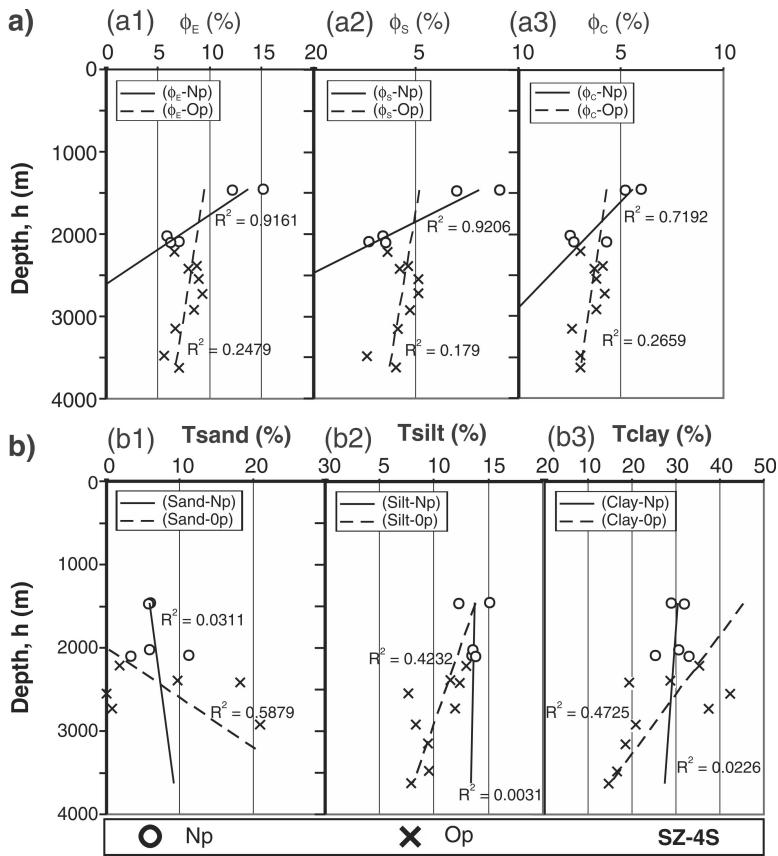 a) (a1) ϕE (%) (a2) ϕS (%) (a3) ϕC (%)
0 5 10 15 20 5 10 5 10
0
(ϕE-Np) (ϕS-Np) (ϕC-Np)
(ϕE-Op) (ϕS-Op) (ϕC-Op)
1000
R² = 0.9161 R² = 0.9206 R² = 0.7192
2000
Depth, h (m)
3000
R² = 0.2479 R² = 0.179 R² = 0.2659
4000
b) (b1) Tsand (%) (b2) Tsilt (%) (b3) Tclay (%)
0 10 20 30 5 10 15 20 10 20 30 40 50
0
(Sand-Np) (Silt-Np) (Clay-Np)
(Sand-0p) (Silt-0p) (Clay-0p)
1000
R² = 0.0311
2000
R² = 0.4232
Depth, h (m)
R² = 0.5879 R² = 0.4725
3000
R² = 0.0031 R² = 0.0226
4000
Np Op SZ-4S